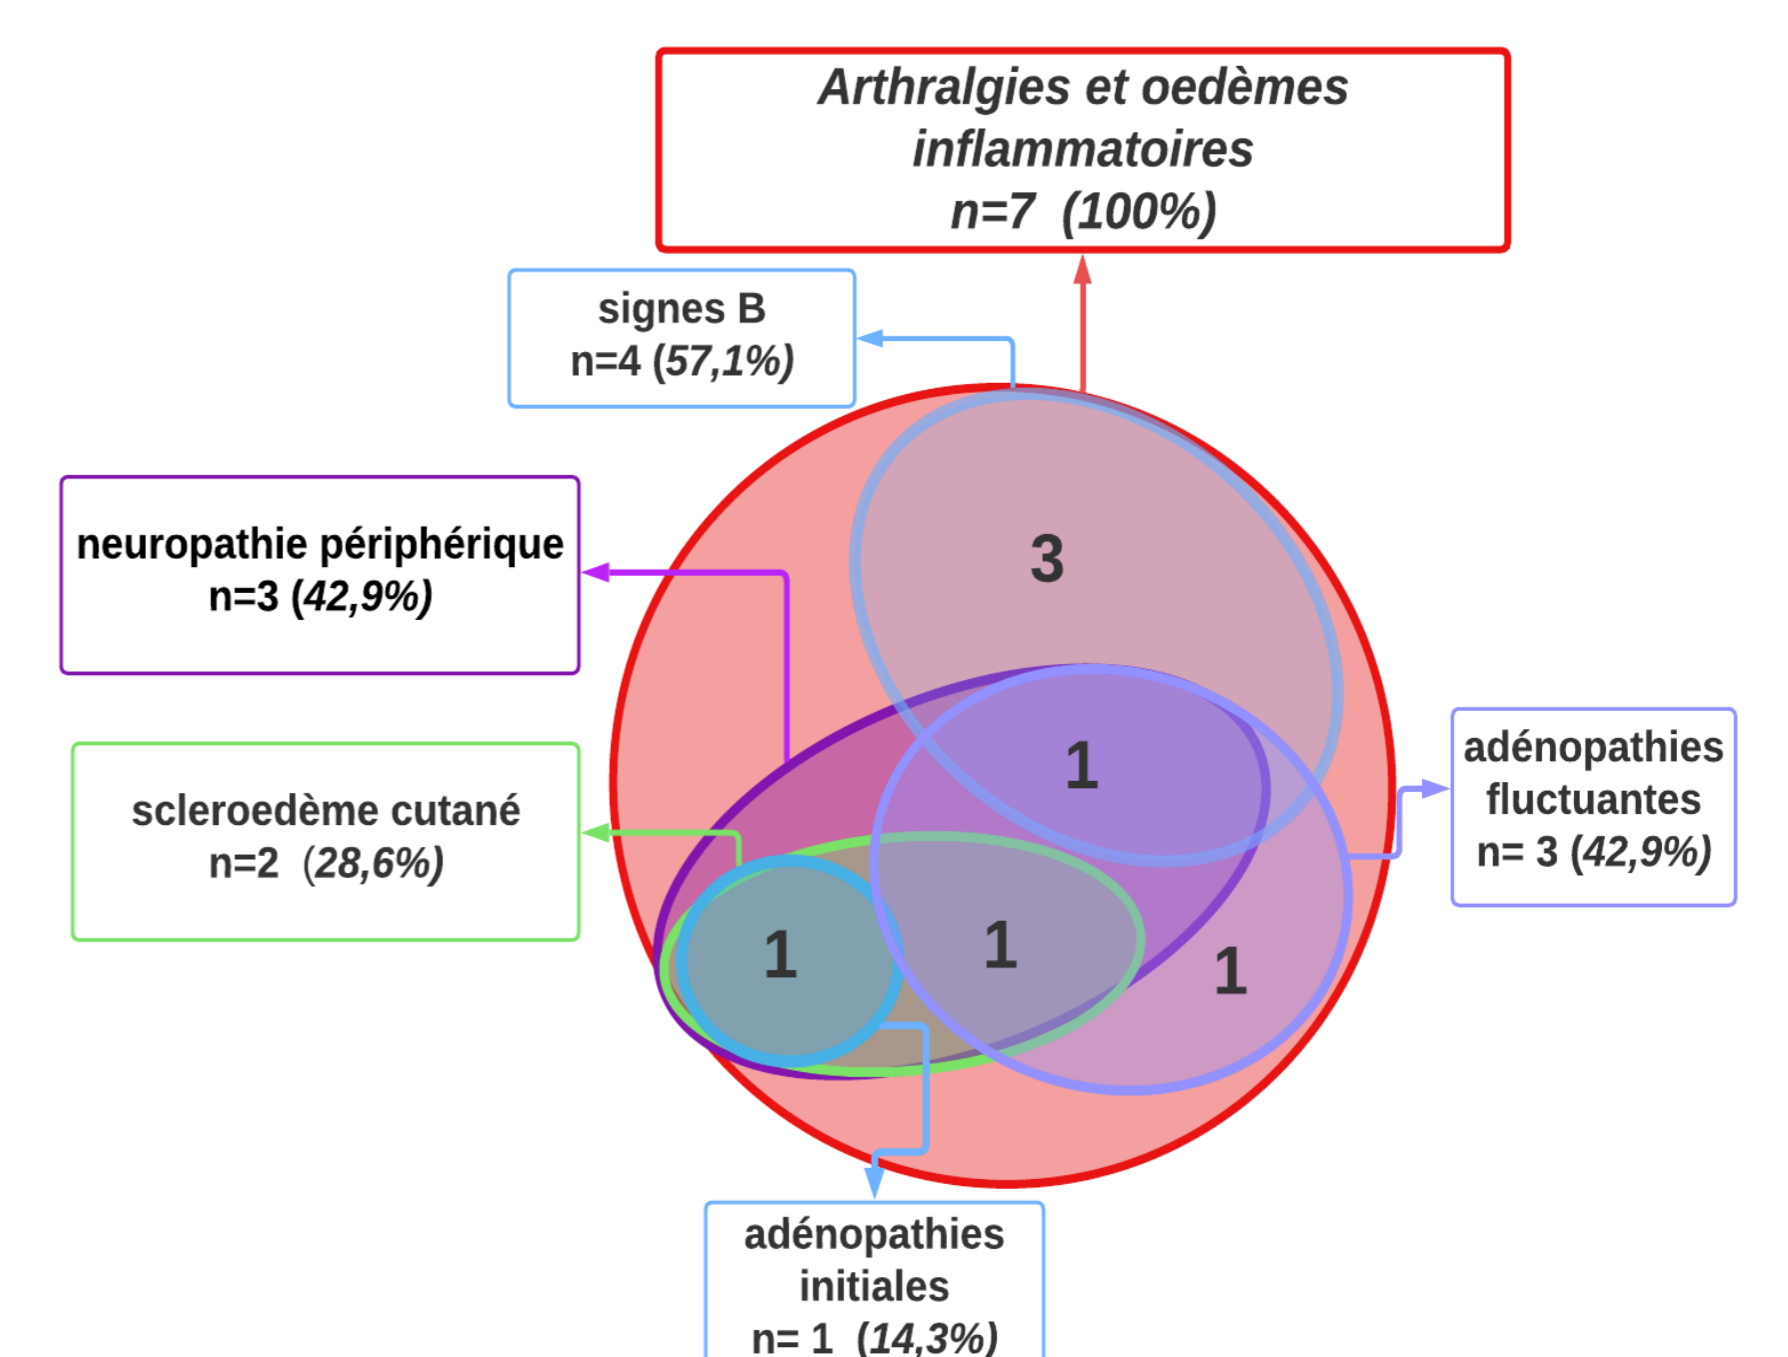 Arthralgies et oedèmes
inflammatoires
n=7 (100%)
signes B
n=4 (57,1%)
neuropathie périphérique
n=3 (42,9%)
3
adénopathies
fluctuantes
n= 3 (42,9%)
1
scleroedème cutané
n=2 (28,6%)
1
1
1
adénopathies
initiales
n= 1 (14,3%)